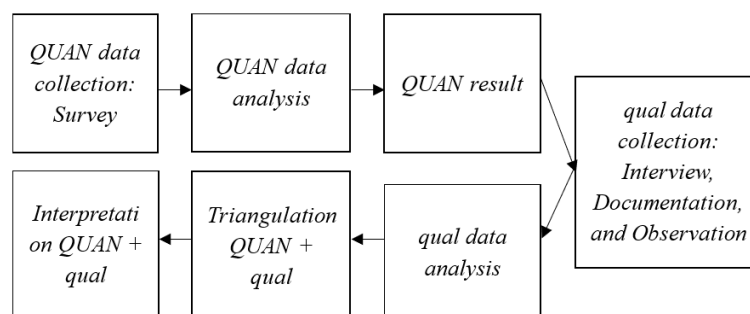 QUAN data
collection:
Survey
QUAN data
analysis
QUAN result
qual data
collection:
Interview,
Documentation,
and Observation
qual data
analysis
Triangulation
QUAN +
qual
Interpretati
on QUAN +
qual